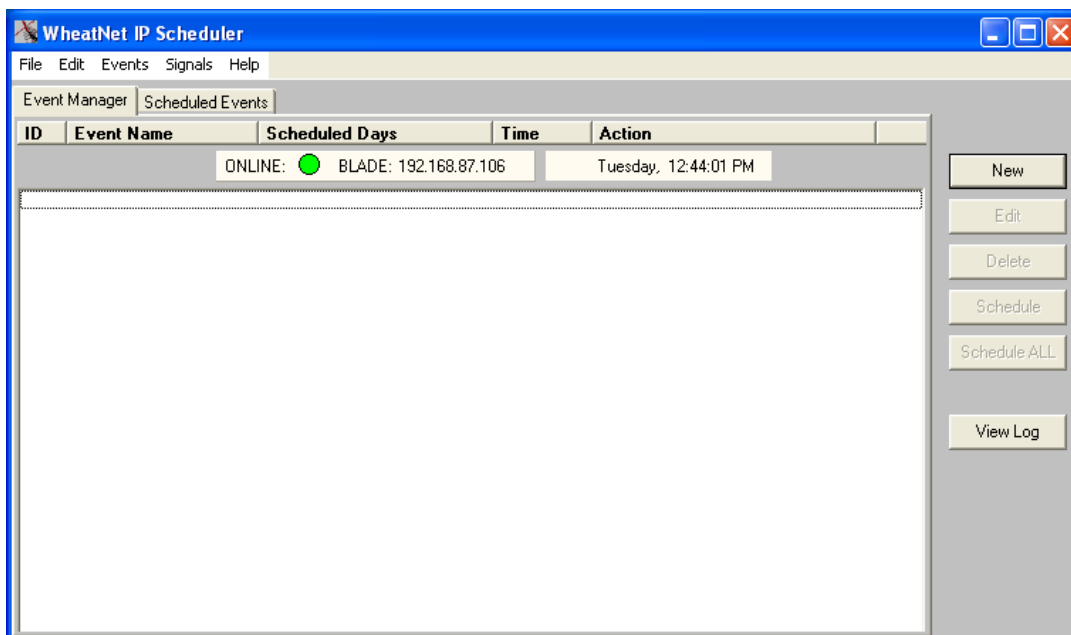 WheatNet IP Scheduler
File Edit Events Signals Help
Event Manager Scheduled Events
ID Event Name Scheduled Days Time Action
ONLINE: BLADE: 192.168.87.106 Tuesday, 12:44:01 PM
New
Edit
Delete
Schedule
Schedule ALL
View Log